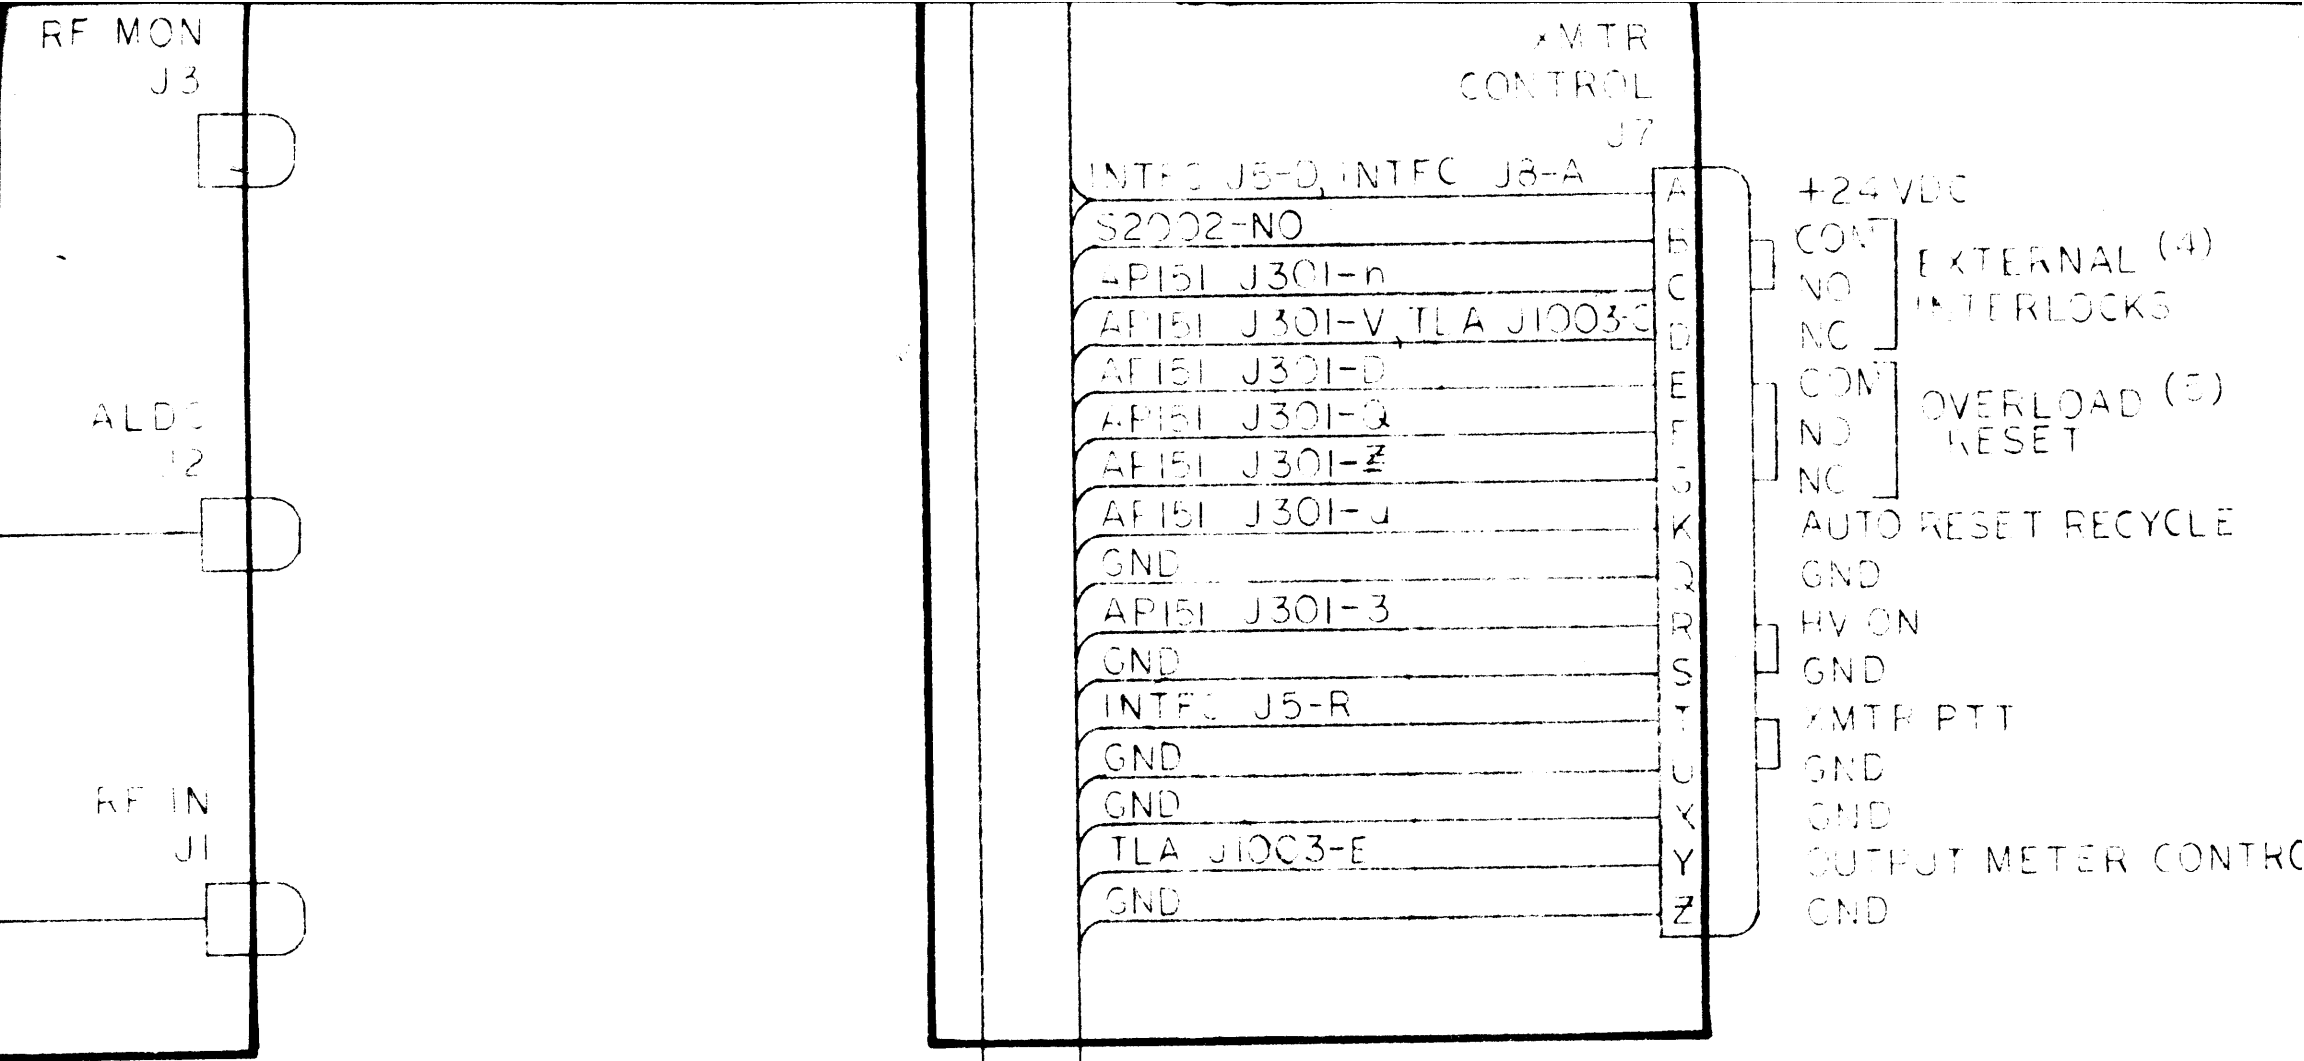 RF MON
J3
ALDC
J2
RF IN
J1
XMTR
CONTROL
J7
INTFC J5-D, INTFC J8-A A +24 VDC
S2002-NO B COM
AP151 J301-n C NO
AP151 J301-V, TLA J1003-C D NC
EXTERNAL (4)
INTERLOCKS
AP151 J301-D E COM
AP151 J301-Q F NO
AP151 J301-Z G NC
OVERLOAD (5)
RESET
AP151 J301-u K AUTO RESET RECYCLE
GND Q GND
AP151 J301-3 R HV ON
GND S GND
INTFC J5-R T XMTR PTT
GND U GND
GND X GND
TLA J1003-E Y OUTPUT METER CONTRO
GND Z GND